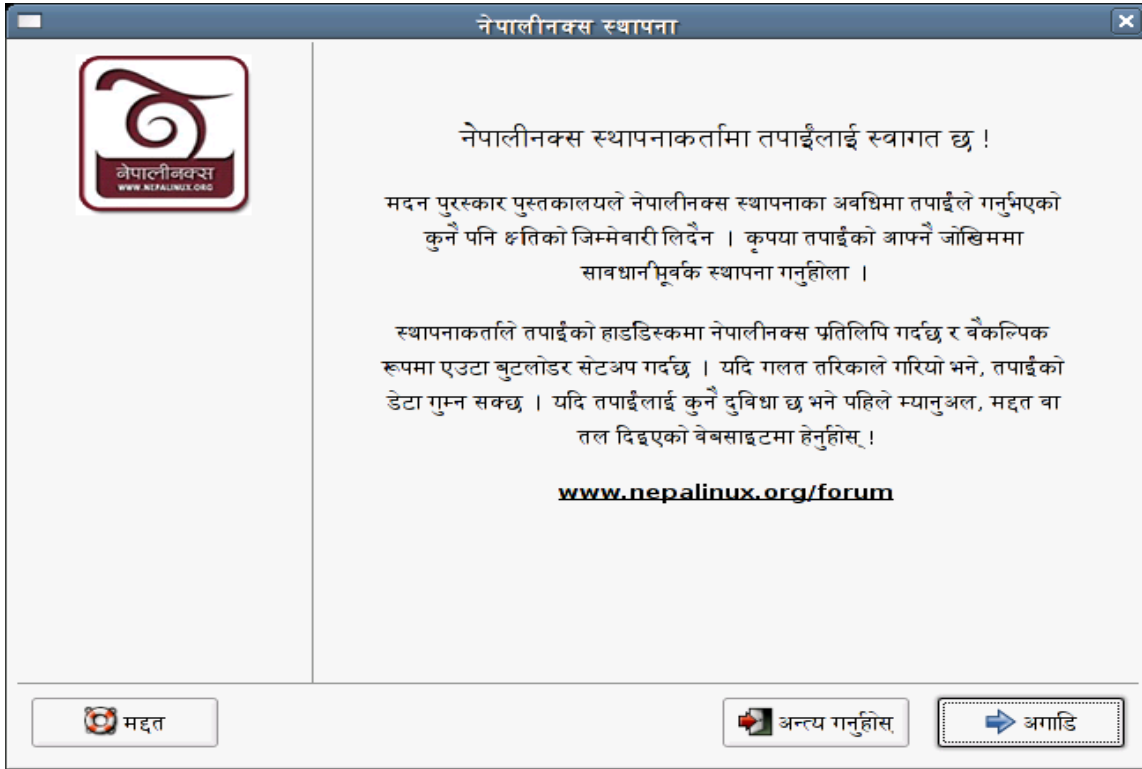 नेपालीनक्स स्थापना
नेपालीनक्स
WWW.NEPALINUX.ORG
नेपालीनक्स स्थापनाकर्तामा तपाईंलाई स्वागत छ !
मदन पुरस्कार पुस्तकालयले नेपालीनक्स स्थापनाका अवधिमा तपाईंले गर्नुभएको
कुनै पनि क्षतिको जिम्मेवारी लिदैन । कृपया तपाईंको आफ्नै जोखिममा
सावधानीपूर्वक स्थापना गर्नुहोला ।
स्थापनाकर्ताले तपाईंको हार्डडिस्कमा नेपालीनक्स प्रतिलिपि गर्दछ र वैकल्पिक
रूपमा एउटा बुटलोडर सेटअप गर्दछ । यदि गलत तरिकाले गरियो भने, तपाईंको
डेटा गुम्न सक्छ । यदि तपाईंलाई कुनै दुविधा छ भने पहिले म्यानुअल, मद्दत वा
तल दिइएको वेबसाइटमा हेर्नुहोस् !
www.nepalinux.org/forum
मद्दत
अन्त्य गर्नुहोस्
अगाडि